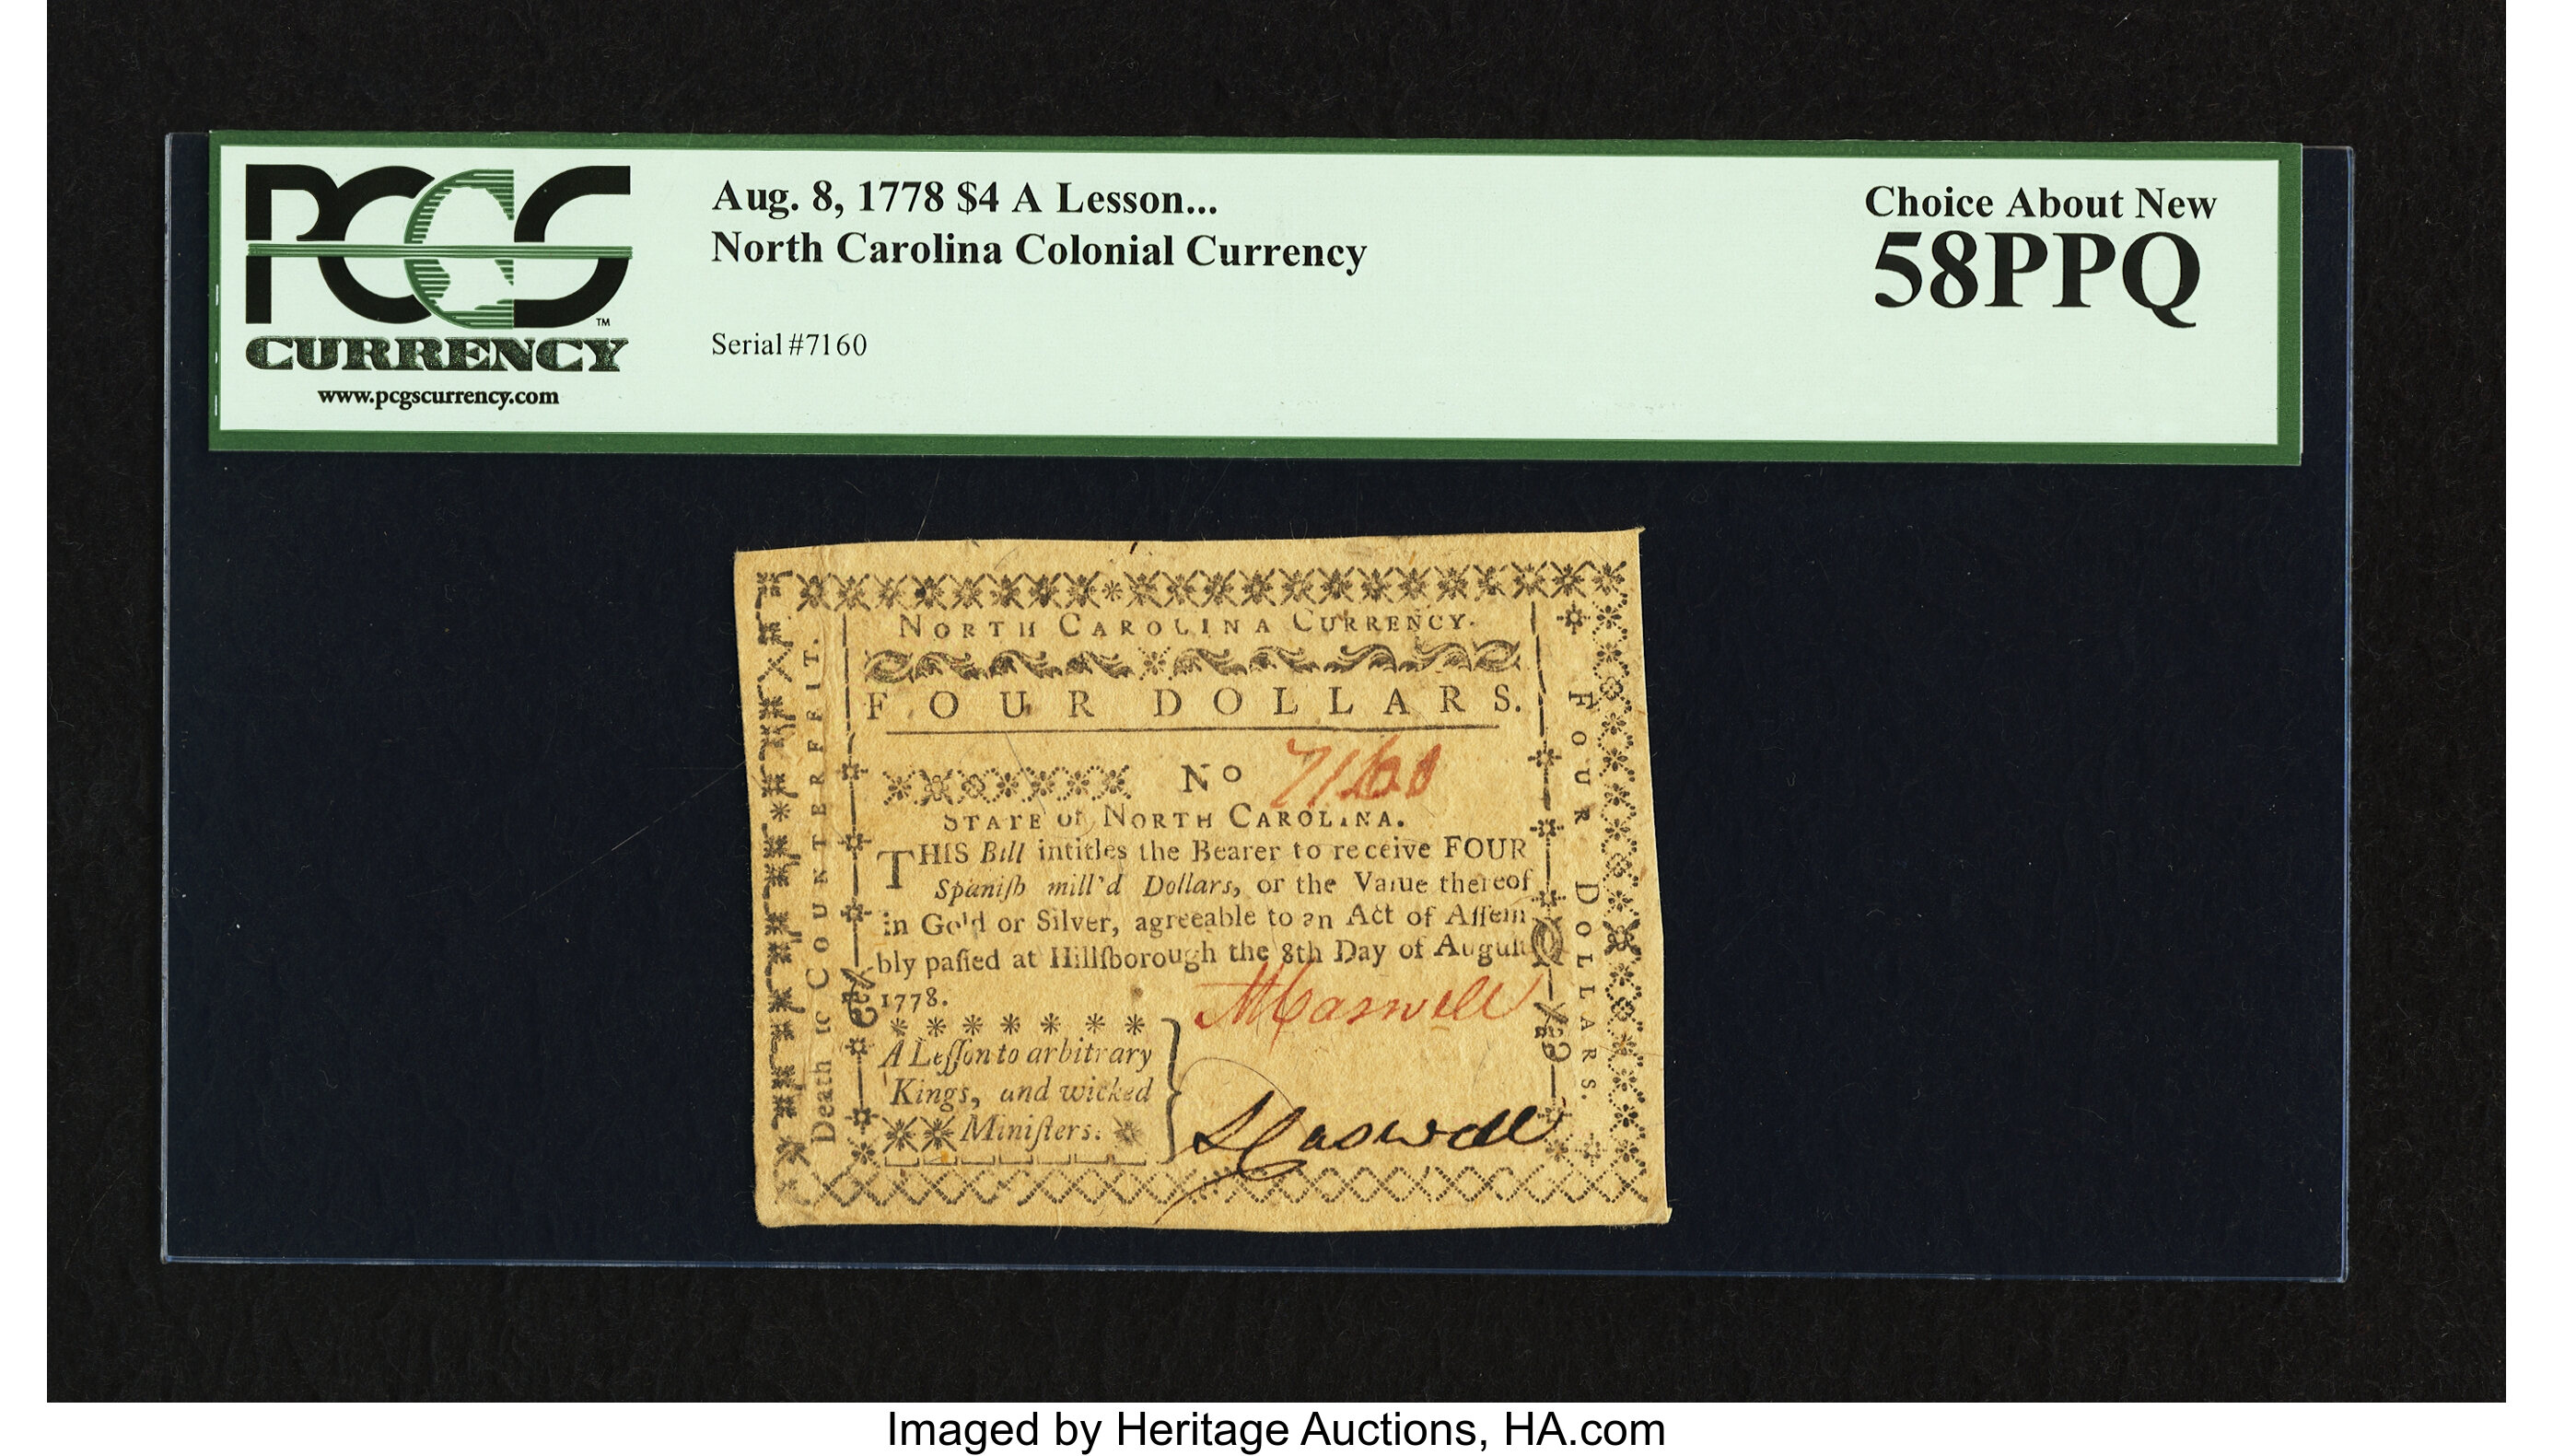 PCGS
CURRENCY
www.pcgscurrency.com
Aug. 8, 1778 $4 A Lesson...
North Carolina Colonial Currency
Serial #7160
Choice About New
58PPQ
NORTH CAROLINA CURRENCY.
FOUR DOLLARS.
No 7160
STATE of NORTH CAROLINA.
THIS Bill intitles the Bearer to receive FOUR
Spaniſh mill'd Dollars, or the Value thereof
in Gold or Silver, agreeable to an Act of Aſſem
bly paſſed at Hillſborough the 8th Day of Auguſt
1778.
A Leſſon to arbitrary
Kings, and wicked
Miniſters.
Caswell
Caswell
Death to COUNTERFEIT.
FOUR DOLLARS.
Imaged by Heritage Auctions, HA.com